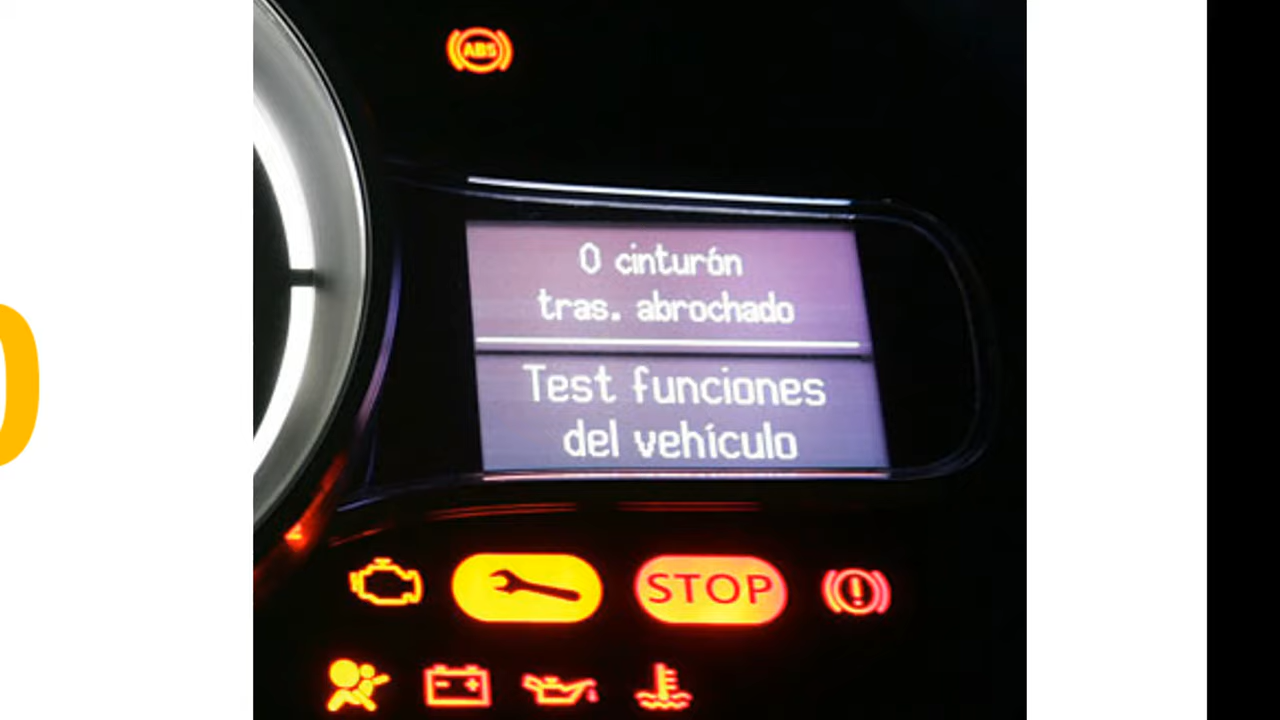 ABS
0 cinturón
tras. abrochado
Test funciones
del vehículo
STOP